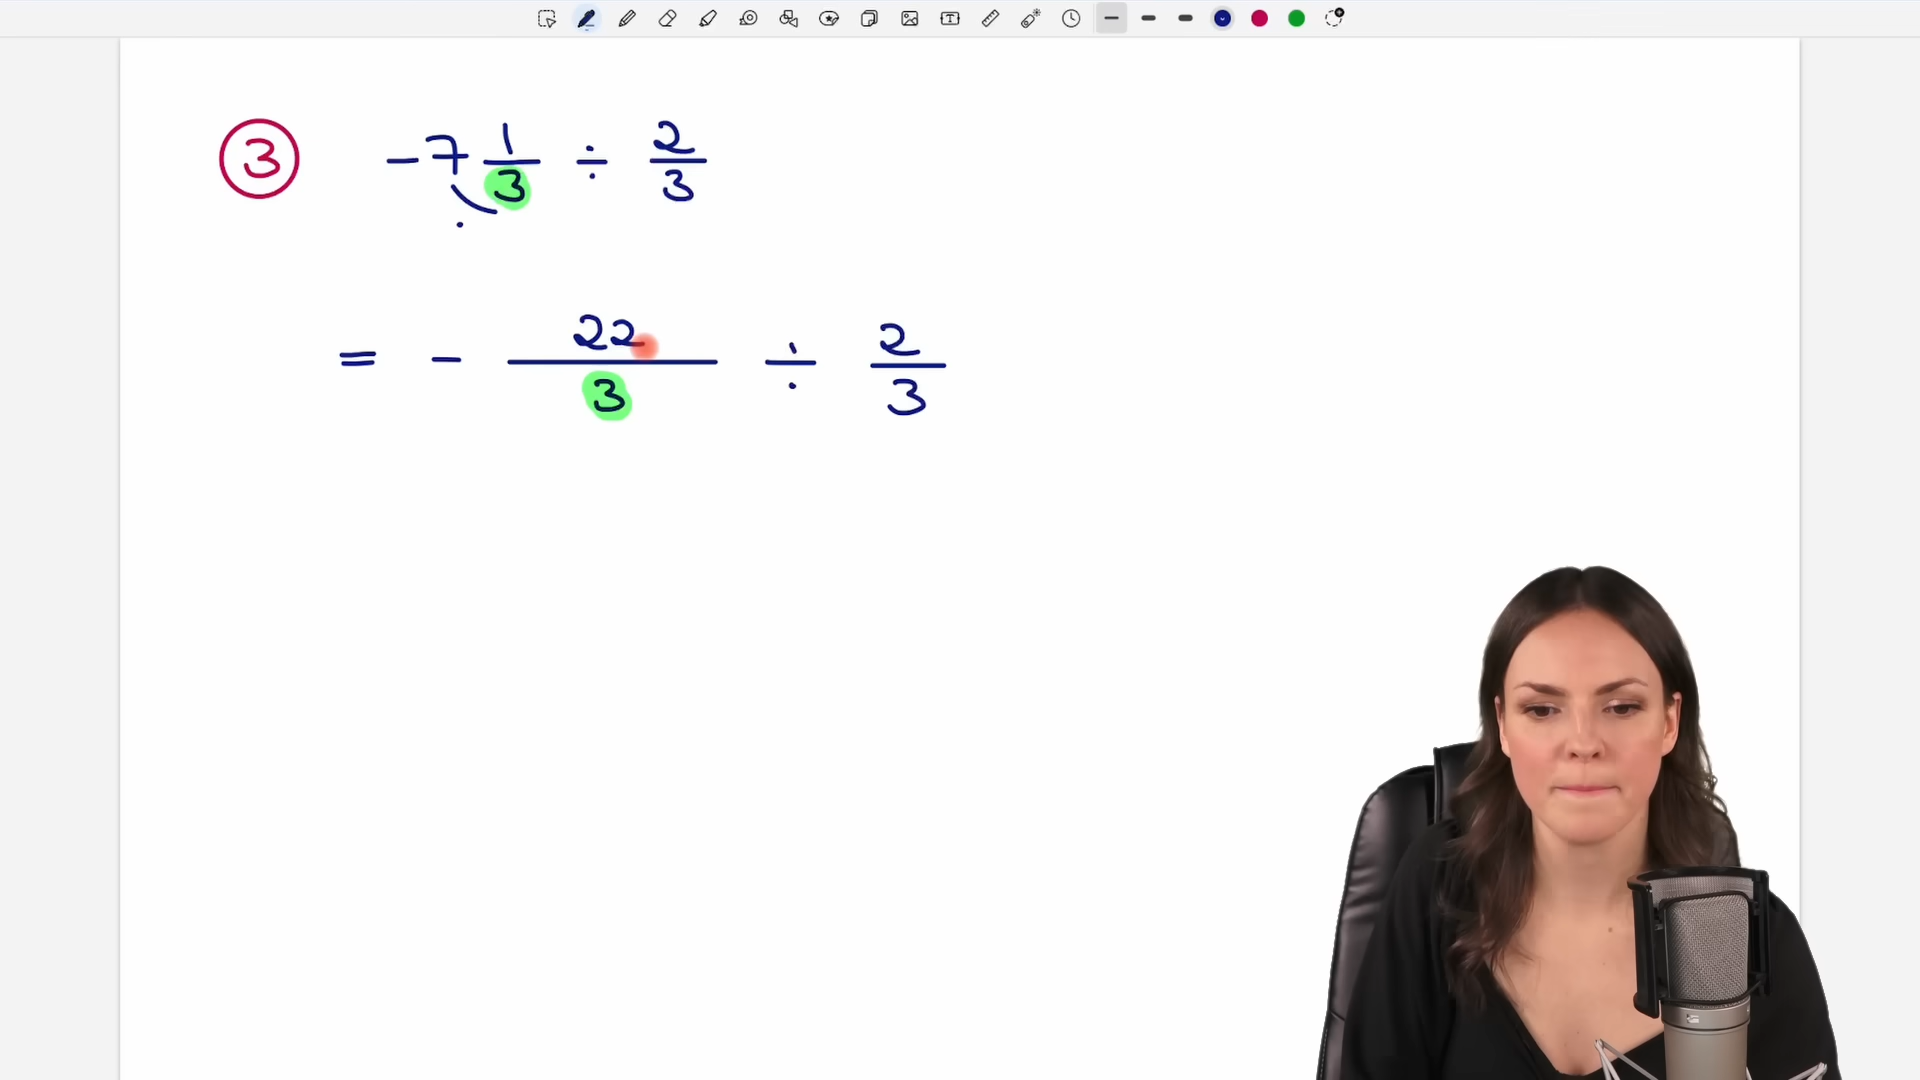 ③ -7 1/3 ÷ 2/3
= - 22/3 ÷ 2/3